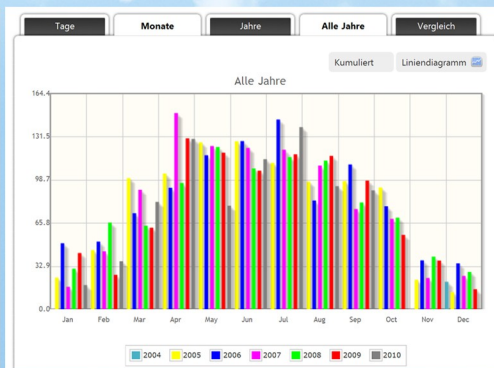 Tage Monate Jahre Alle Jahre Vergleich
Kumuliert Liniendiagramm
Alle Jahre
164.4
131.5
98.7
65.8
32.9
0.0
Jan Feb Mar Apr May Jun Jul Aug Sep Oct Nov Dec
2004 2005 2006 2007 2008 2009 2010